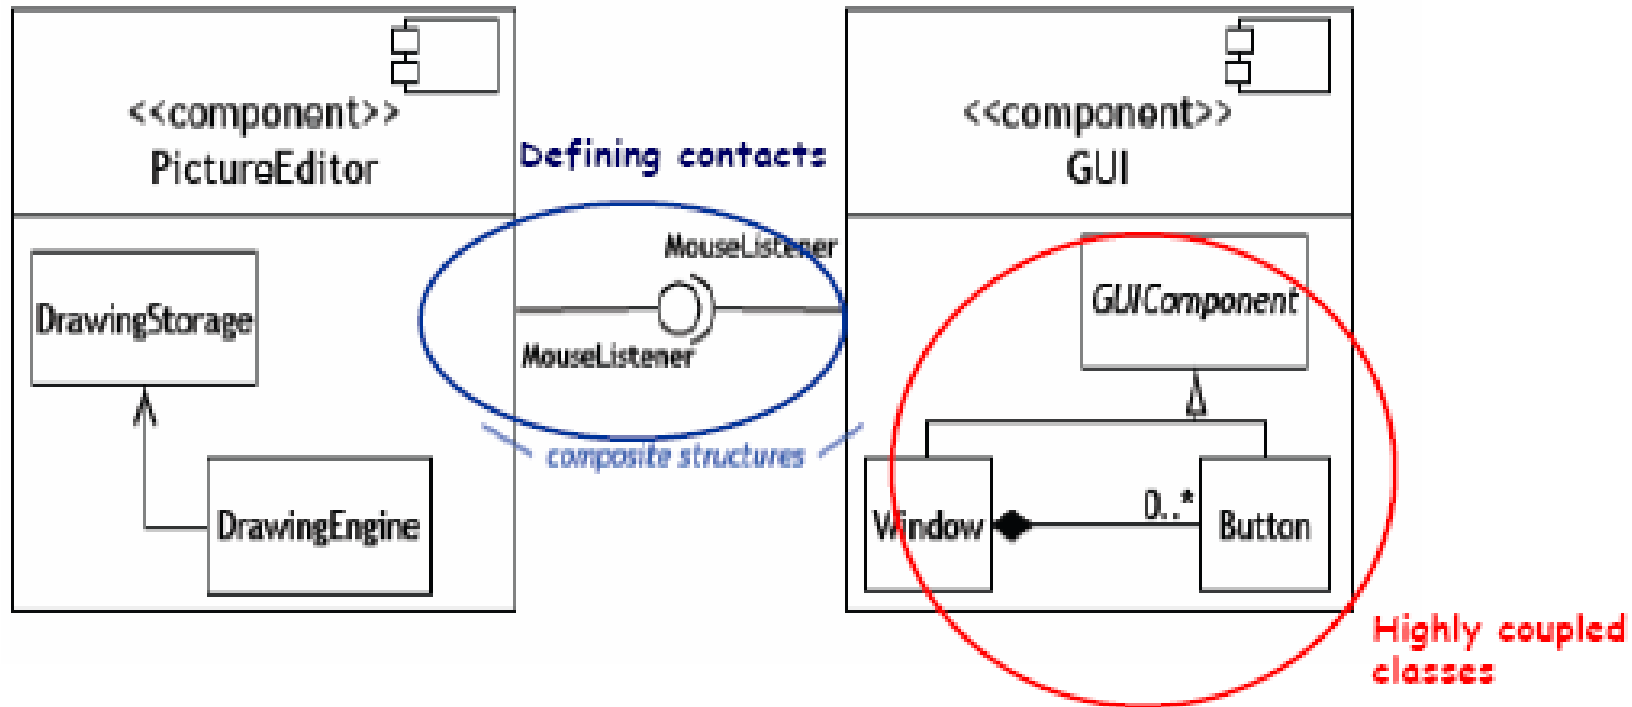 <<component>>
PictureEditor
Defining contacts
<<component>>
GUI
MouseListener
MouseListener
composite structures
DrawingStorage
DrawingEngine
GUIComponent
Window
0..*
Button
Highly coupled
classes